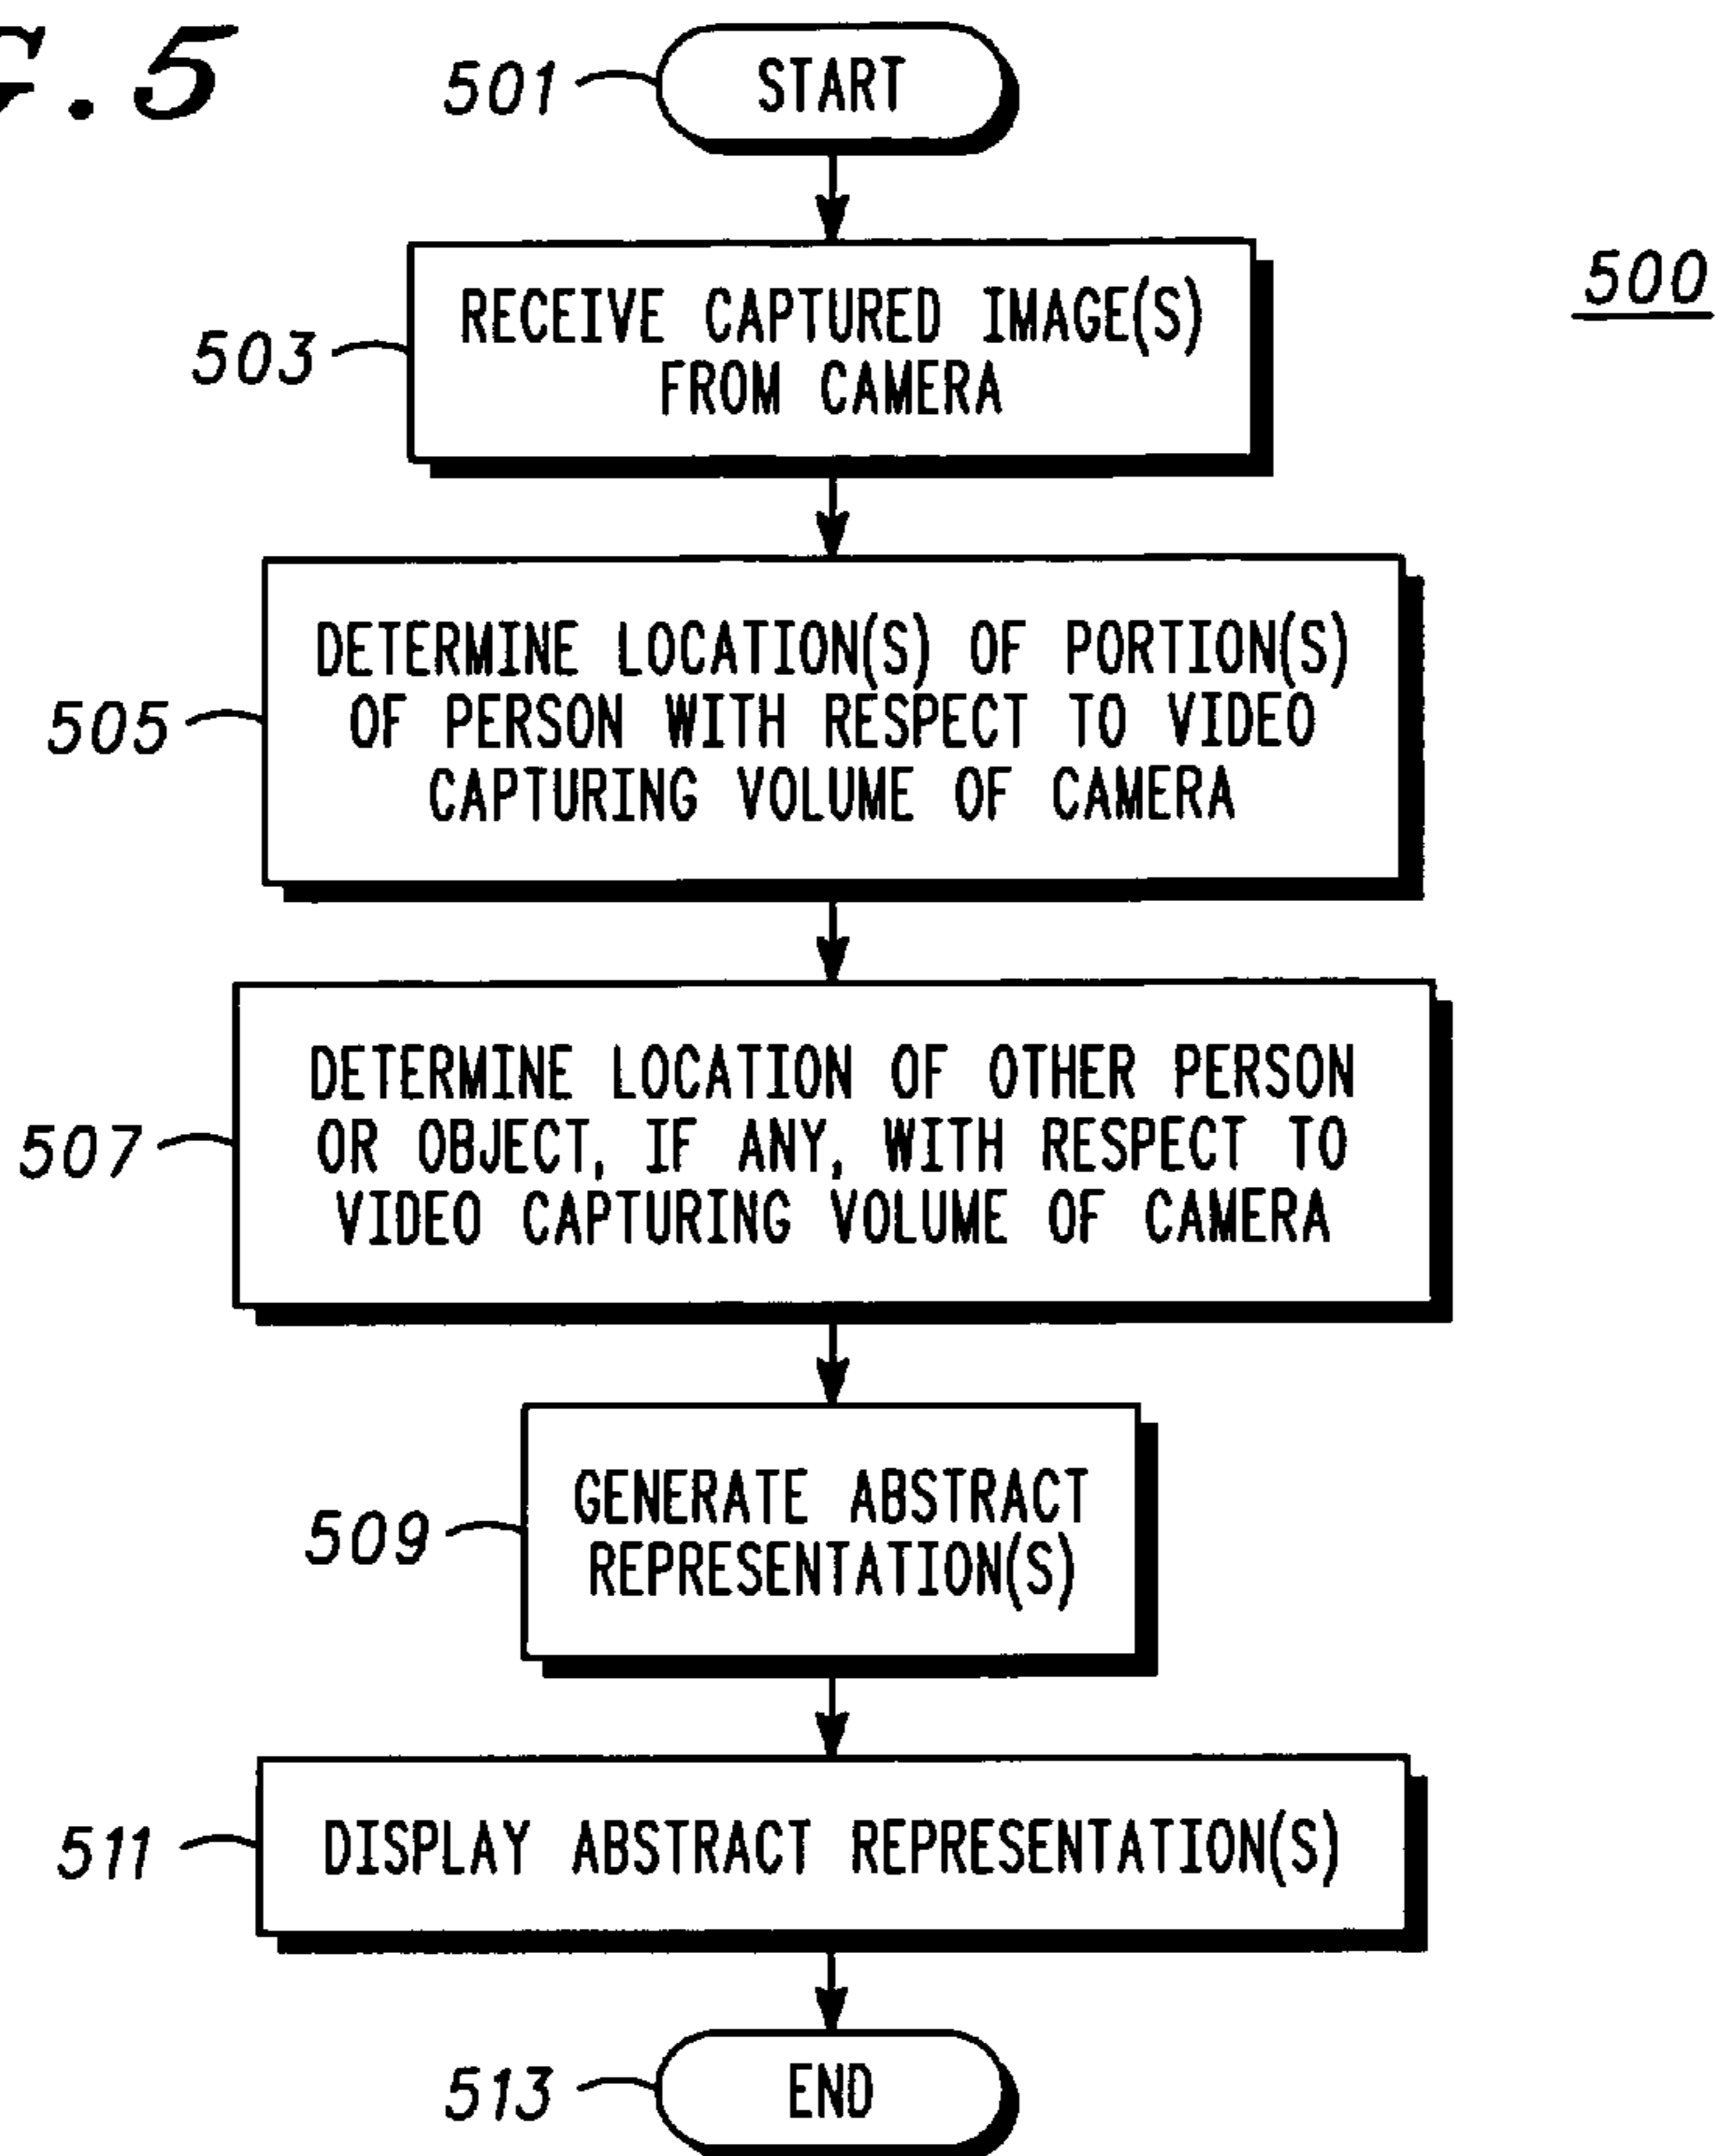 G.5
501 START
500
503 RECEIVE CAPTURED IMAGE(S)
FROM CAMERA
505 DETERMINE LOCATION(S) OF PORTION(S)
OF PERSON WITH RESPECT TO VIDEO
CAPTURING VOLUME OF CAMERA
507 DETERMINE LOCATION OF OTHER PERSON
OR OBJECT, IF ANY, WITH RESPECT TO
VIDEO CAPTURING VOLUME OF CAMERA
509 GENERATE ABSTRACT
REPRESENTATION(S)
511 DISPLAY ABSTRACT REPRESENTATION(S)
513 END